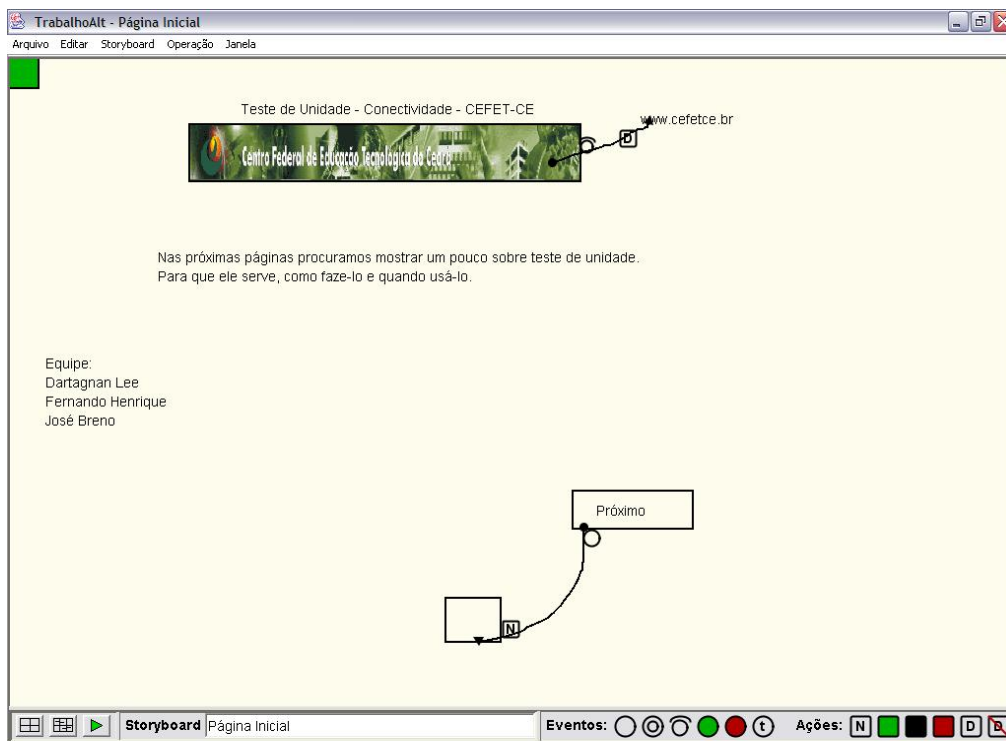 TrabalhoAlt - Página Inicial
Arquivo Editar Storyboard Operação Janela
Teste de Unidade - Conectividade - CEFET-CE
www.cefetce.br
Centro Federal de Educação Tecnológica do Ceará
D
Nas próximas páginas procuramos mostrar um pouco sobre teste de unidade.
Para que ele serve, como faze-lo e quando usá-lo.
Equipe:
Dartagnan Lee
Fernando Henrique
José Breno
Próximo
N
Storyboard Página Inicial Eventos: t Ações: N D D